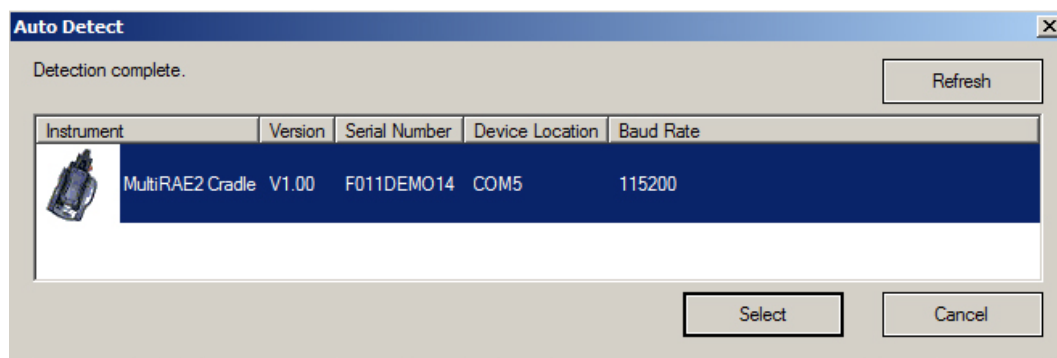 Auto Detect
Detection complete.
Refresh
Instrument Version Serial Number Device Location Baud Rate
MultiRAE2 Cradle V1.00 F011DEMO14 COM5 115200
Select Cancel